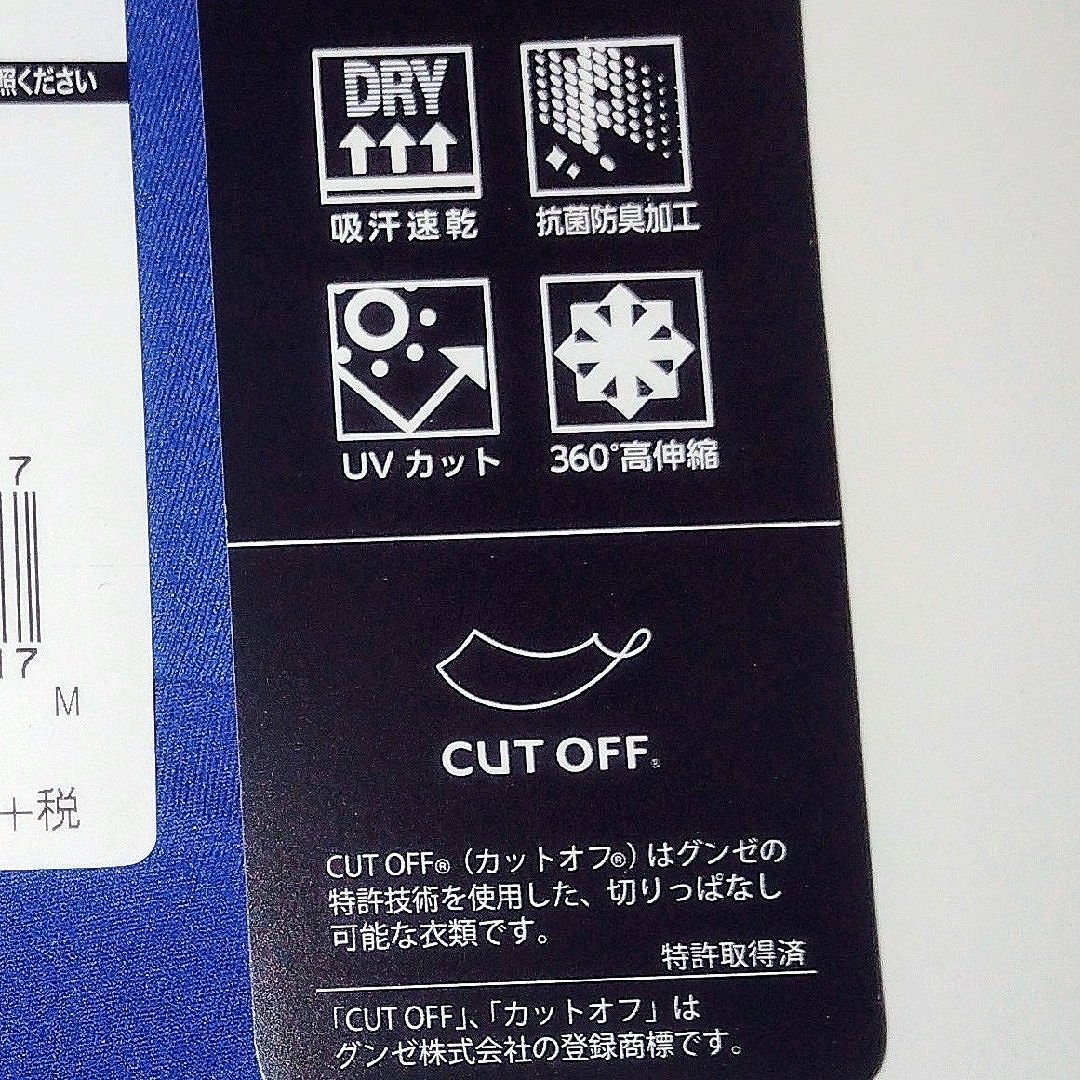 照ください
7
17
M
+税
DRY
吸汗速乾
抗菌防臭加工
UV カット
360°高伸縮
CUT OFF®
CUT OFF®（カットオフ®）はグンゼの
特許技術を使用した、切りっぱなし
可能な衣類です。
特許取得済
「CUT OFF」、「カットオフ」は
グンゼ株式会社の登録商標です。